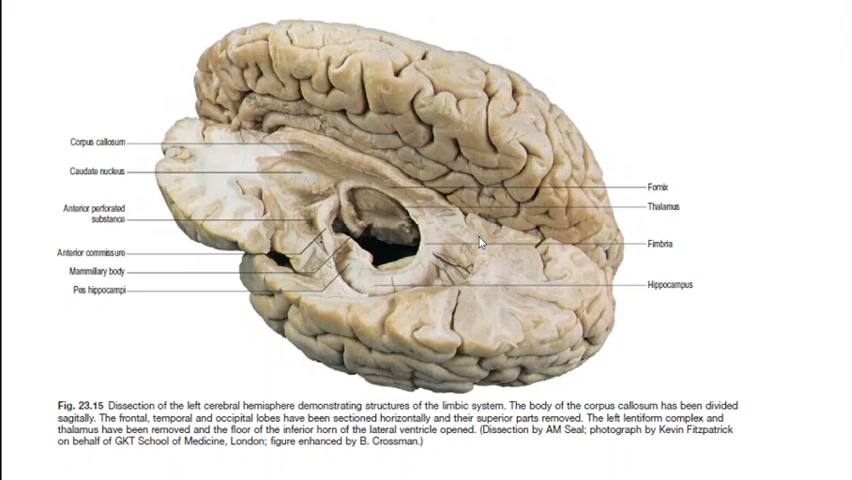 Corpus callosum
Caudate nucleus
Anterior perforated
substance
Anterior commissure
Mammillary body
Pes hippocampi
Fornix
Thalamus
Fimbria
Hippocampus
Fig. 23.15 Dissection of the left cerebral hemisphere demonstrating structures of the limbic system. The body of the corpus callosum has been divided
sagitally. The frontal, temporal and occipital lobes have been sectioned horizontally and their superior parts removed. The left lentiform complex and
thalamus have been removed and the floor of the inferior horn of the lateral ventricle opened. (Dissection by AM Seal; photograph by Kevin Fitzpatrick
on behalf of GKT School of Medicine, London; figure enhanced by B. Crossman.)